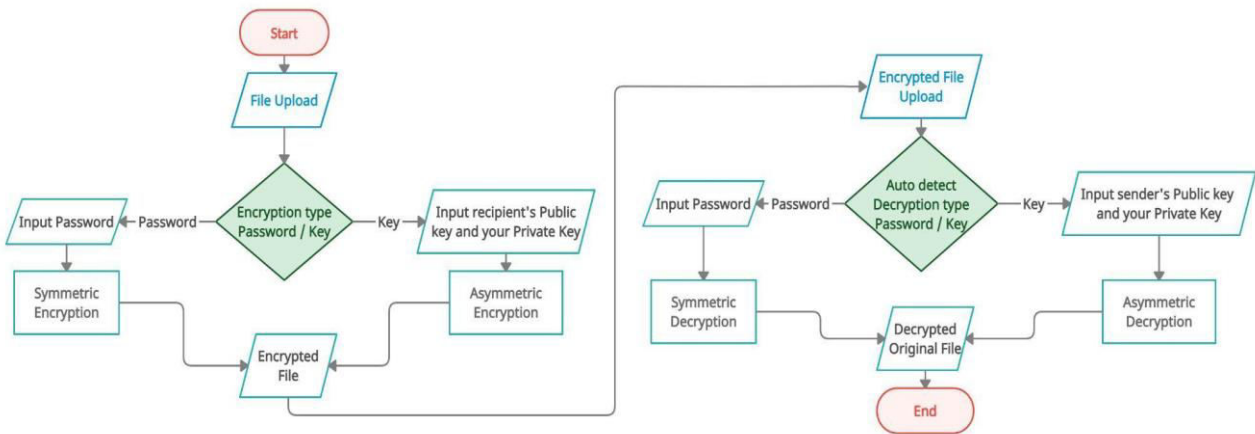 Start
File Upload
Encryption type
Password / Key
Password
Input Password
Key
Input recipient's Public
key and your Private Key
Symmetric
Encryption
Asymmetric
Encryption
Encrypted
File
Encrypted File
Upload
Auto detect
Decryption type
Password / Key
Password
Input Password
Key
Input sender's Public key
and your Private Key
Symmetric
Decryption
Asymmetric
Decryption
Decrypted
Original File
End